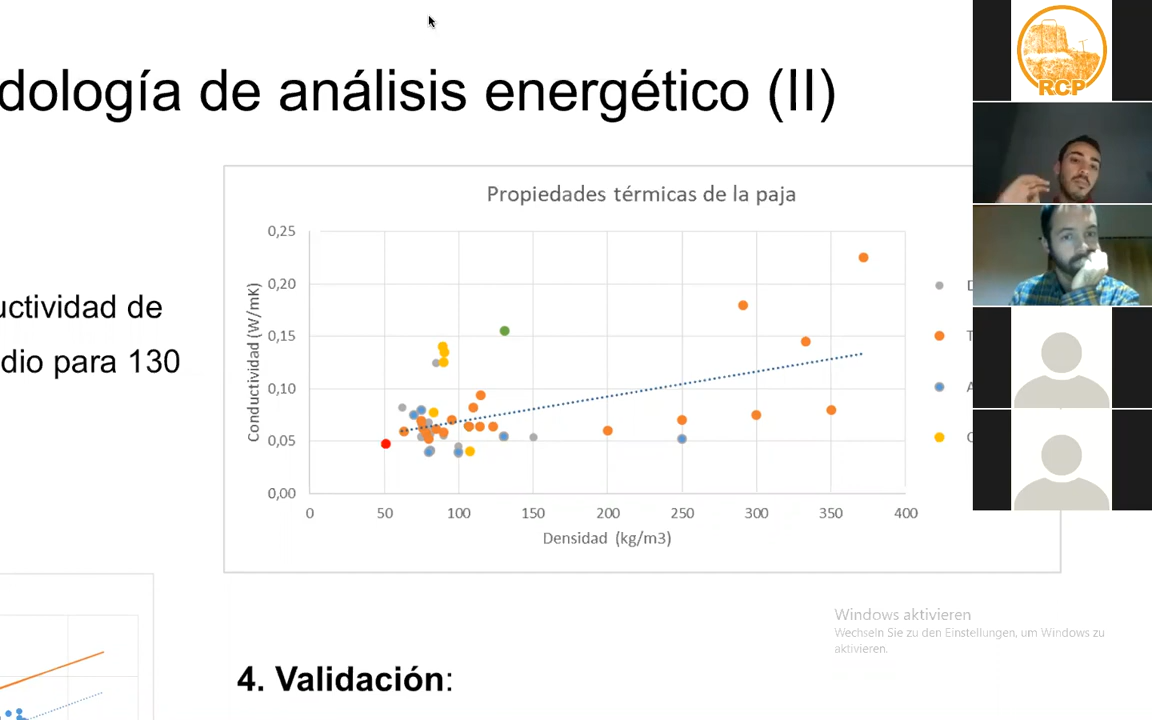 dología de análisis energético (II)
RCP
Propiedades térmicas de la paja
uctividad de
dio para 130
Conductividad (W/mK)
0,25
0,20
0,15
0,10
0,05
0,00
0 50 100 150 200 250 300 350 400
Densidad (kg/m3)
D
T
A
Windows aktivieren
Wechseln Sie zu den Einstellungen, um Windows zu
aktivieren.
4. Validación: